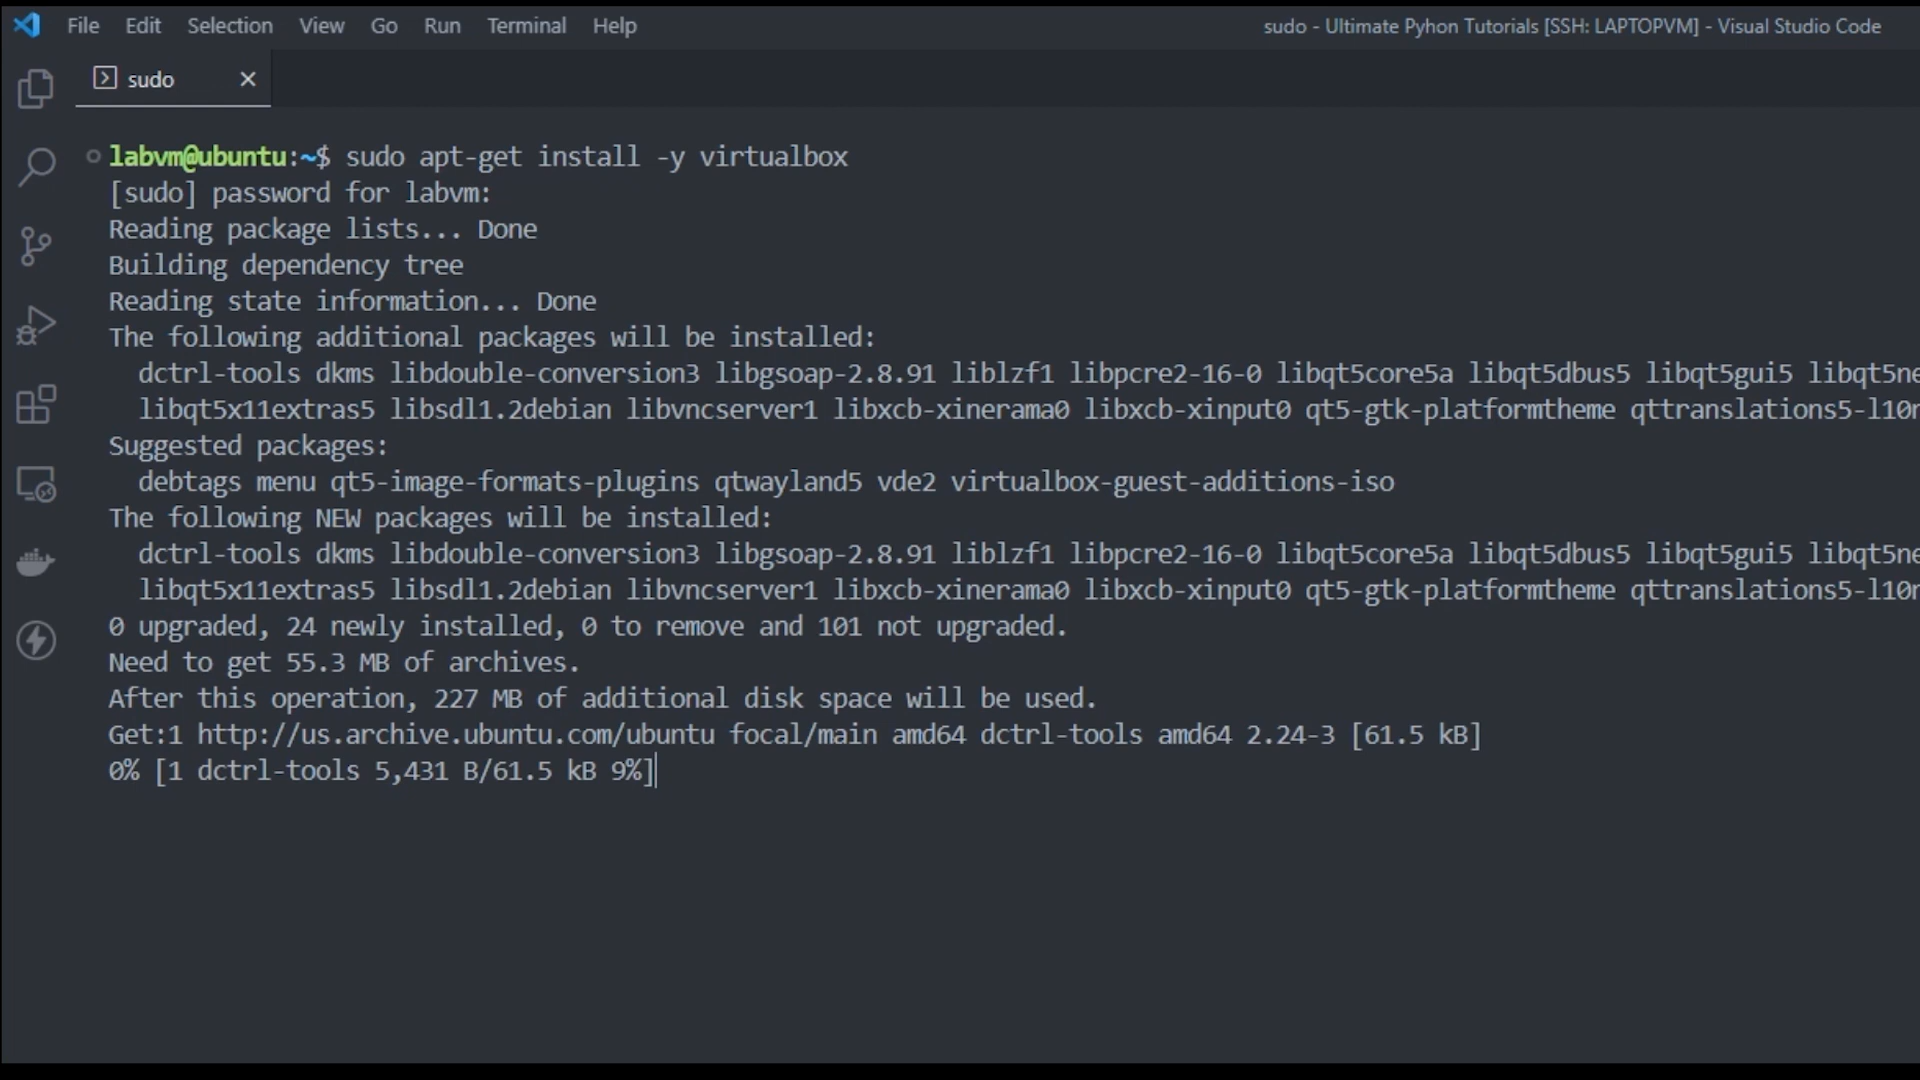 File Edit Selection View Go Run Terminal Help
sudo - Ultimate Pyhon Tutorials [SSH: LAPTOPVM] - Visual Studio Code
sudo
labvm@ubuntu:~$ sudo apt-get install -y virtualbox
[sudo] password for labvm:
Reading package lists... Done
Building dependency tree
Reading state information... Done
The following additional packages will be installed:
dctrl-tools dkms libdouble-conversion3 libgsoap-2.8.91 liblzf1 libpcre2-16-0 libqt5core5a libqt5dbus5 libqt5gui5 libqt5ne
libqt5x11extras5 libsdl1.2debian libvncserver1 libxcb-xinerama0 libxcb-xinput0 qt5-gtk-platformtheme qttranslations5-l10n
Suggested packages:
debtags menu qt5-image-formats-plugins qtwayland5 vde2 virtualbox-guest-additions-iso
The following NEW packages will be installed:
dctrl-tools dkms libdouble-conversion3 libgsoap-2.8.91 liblzf1 libpcre2-16-0 libqt5core5a libqt5dbus5 libqt5gui5 libqt5ne
libqt5x11extras5 libsdl1.2debian libvncserver1 libxcb-xinerama0 libxcb-xinput0 qt5-gtk-platformtheme qttranslations5-l10n
0 upgraded, 24 newly installed, 0 to remove and 101 not upgraded.
Need to get 55.3 MB of archives.
After this operation, 227 MB of additional disk space will be used.
Get:1 http://us.archive.ubuntu.com/ubuntu focal/main amd64 dctrl-tools amd64 2.24-3 [61.5 kB]
0% [1 dctrl-tools 5,431 B/61.5 kB 9%]